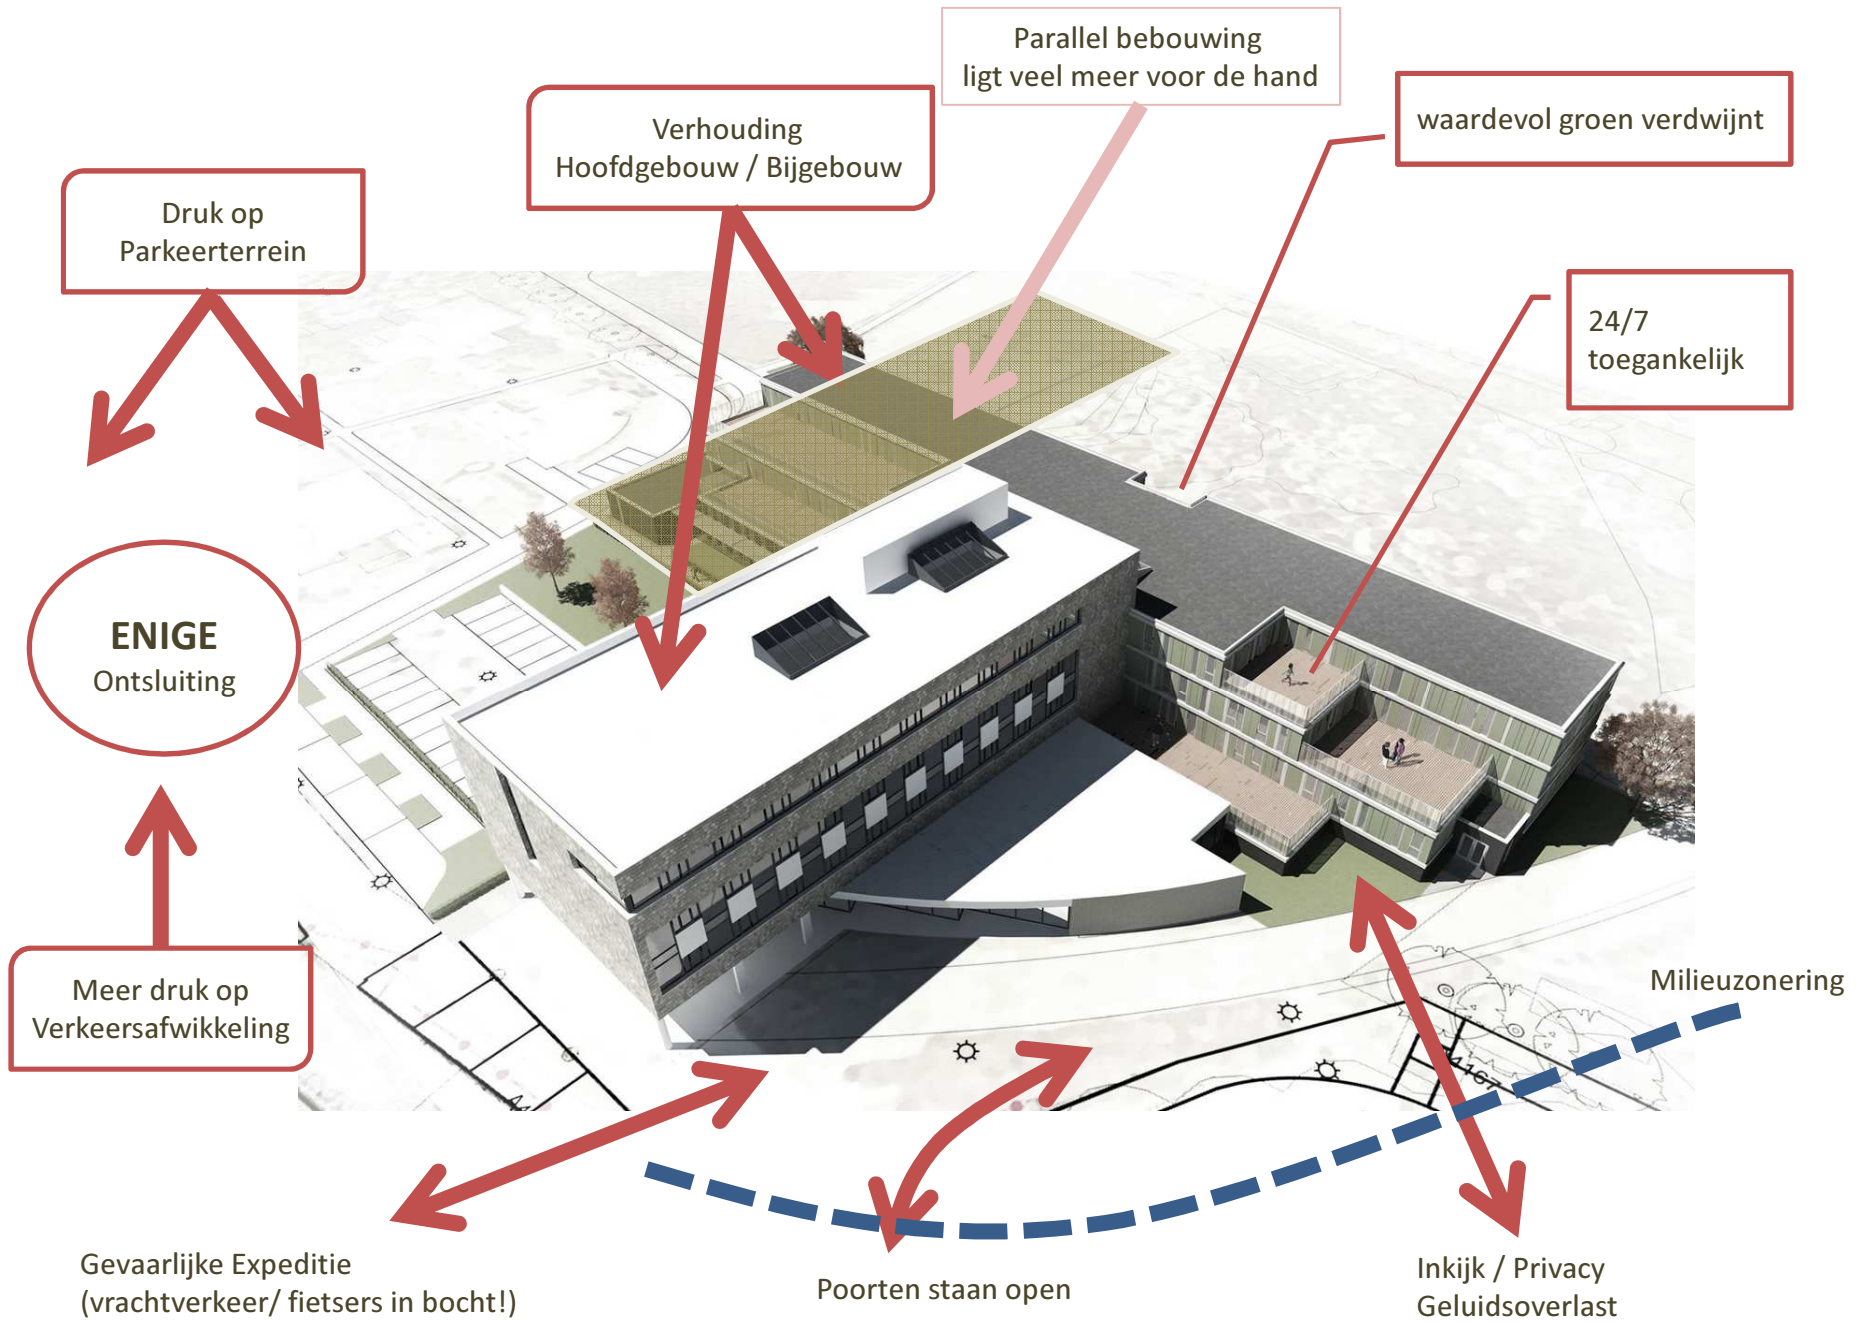 Parallel bebouwing
ligt veel meer voor de hand
waardevol groen verdwijnt
Verhouding
Hoofdgebouw / Bijgebouw
Druk op
Parkeerterrein
24/7
toegankelijk
ENIGE
Ontsluiting
Meer druk op
Verkeersafwikkeling
Milieuzonering
Gevaarlijke Expeditie
(vrachtverkeer/ fietsers in bocht!)
Poorten staan open
Inkijk / Privacy
Geluidsoverlast